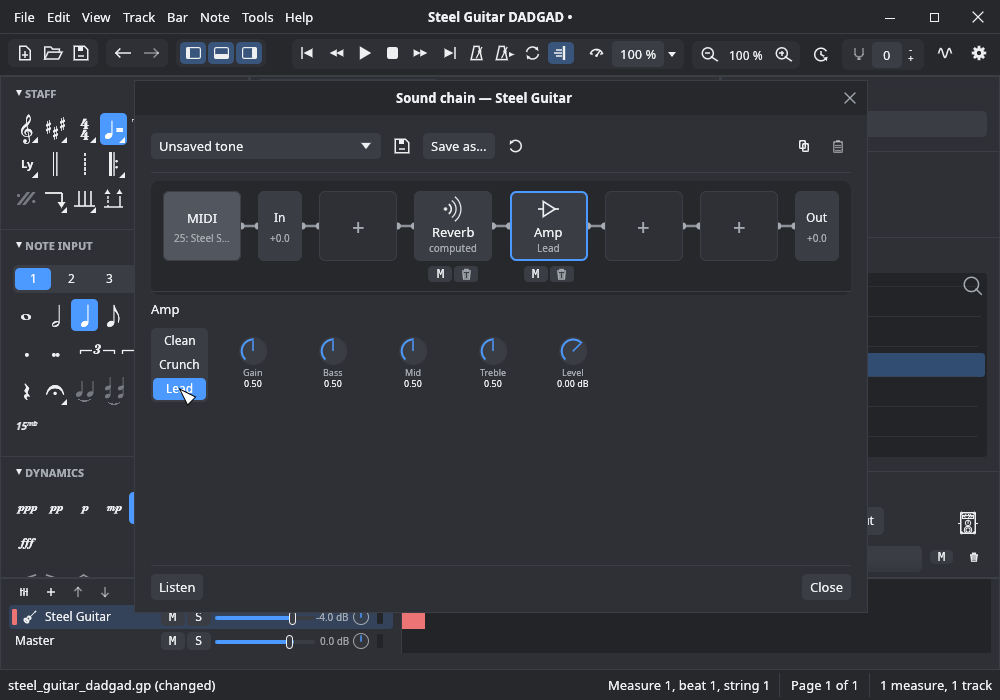 File Edit View Track Bar Note Tools Help
Steel Guitar DADGAD •
100 %
100 %
0
STAFF
Ly
NOTE INPUT
1 2 3
3
15mb
DYNAMICS
ppp pp p mp
fff
Sound chain — Steel Guitar
Unsaved tone
Save as...
MIDI
25: Steel S...
In
+0.0
+
Reverb
computed
Amp
Lead
+
+
Out
+0.0
M
M
Amp
Clean
Crunch
Lead
Gain
0.50
Bass
0.50
Mid
0.50
Treble
0.50
Level
0.00 dB
Listen
Close
M
Steel Guitar M S -4.0 dB
Master M S 0.0 dB
steel_guitar_dadgad.gp (changed)
Measure 1, beat 1, string 1
Page 1 of 1
1 measure, 1 track